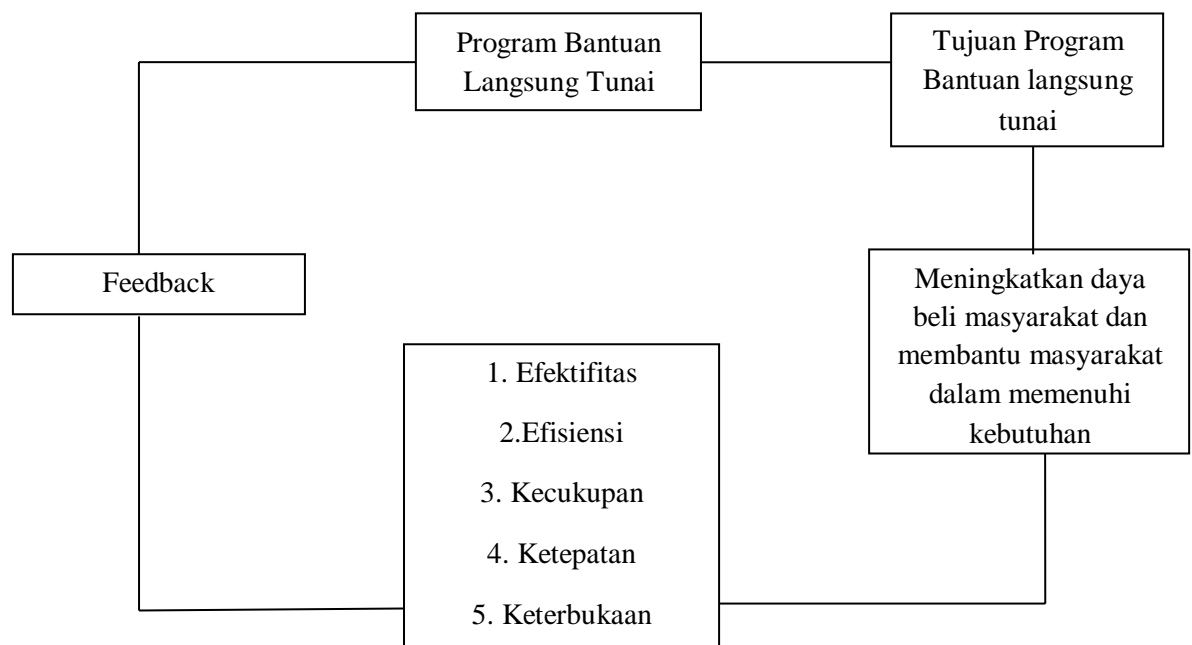 Program Bantuan
Langsung Tunai
Tujuan Program
Bantuan langsung
tunai
Feedback
Meningkatkan daya
beli masyarakat dan
membantu masyarakat
dalam memenuhi
kebutuhan
1. Efektifitas
2.Efisiensi
3. Kecukupan
4. Ketepatan
5. Keterbukaan